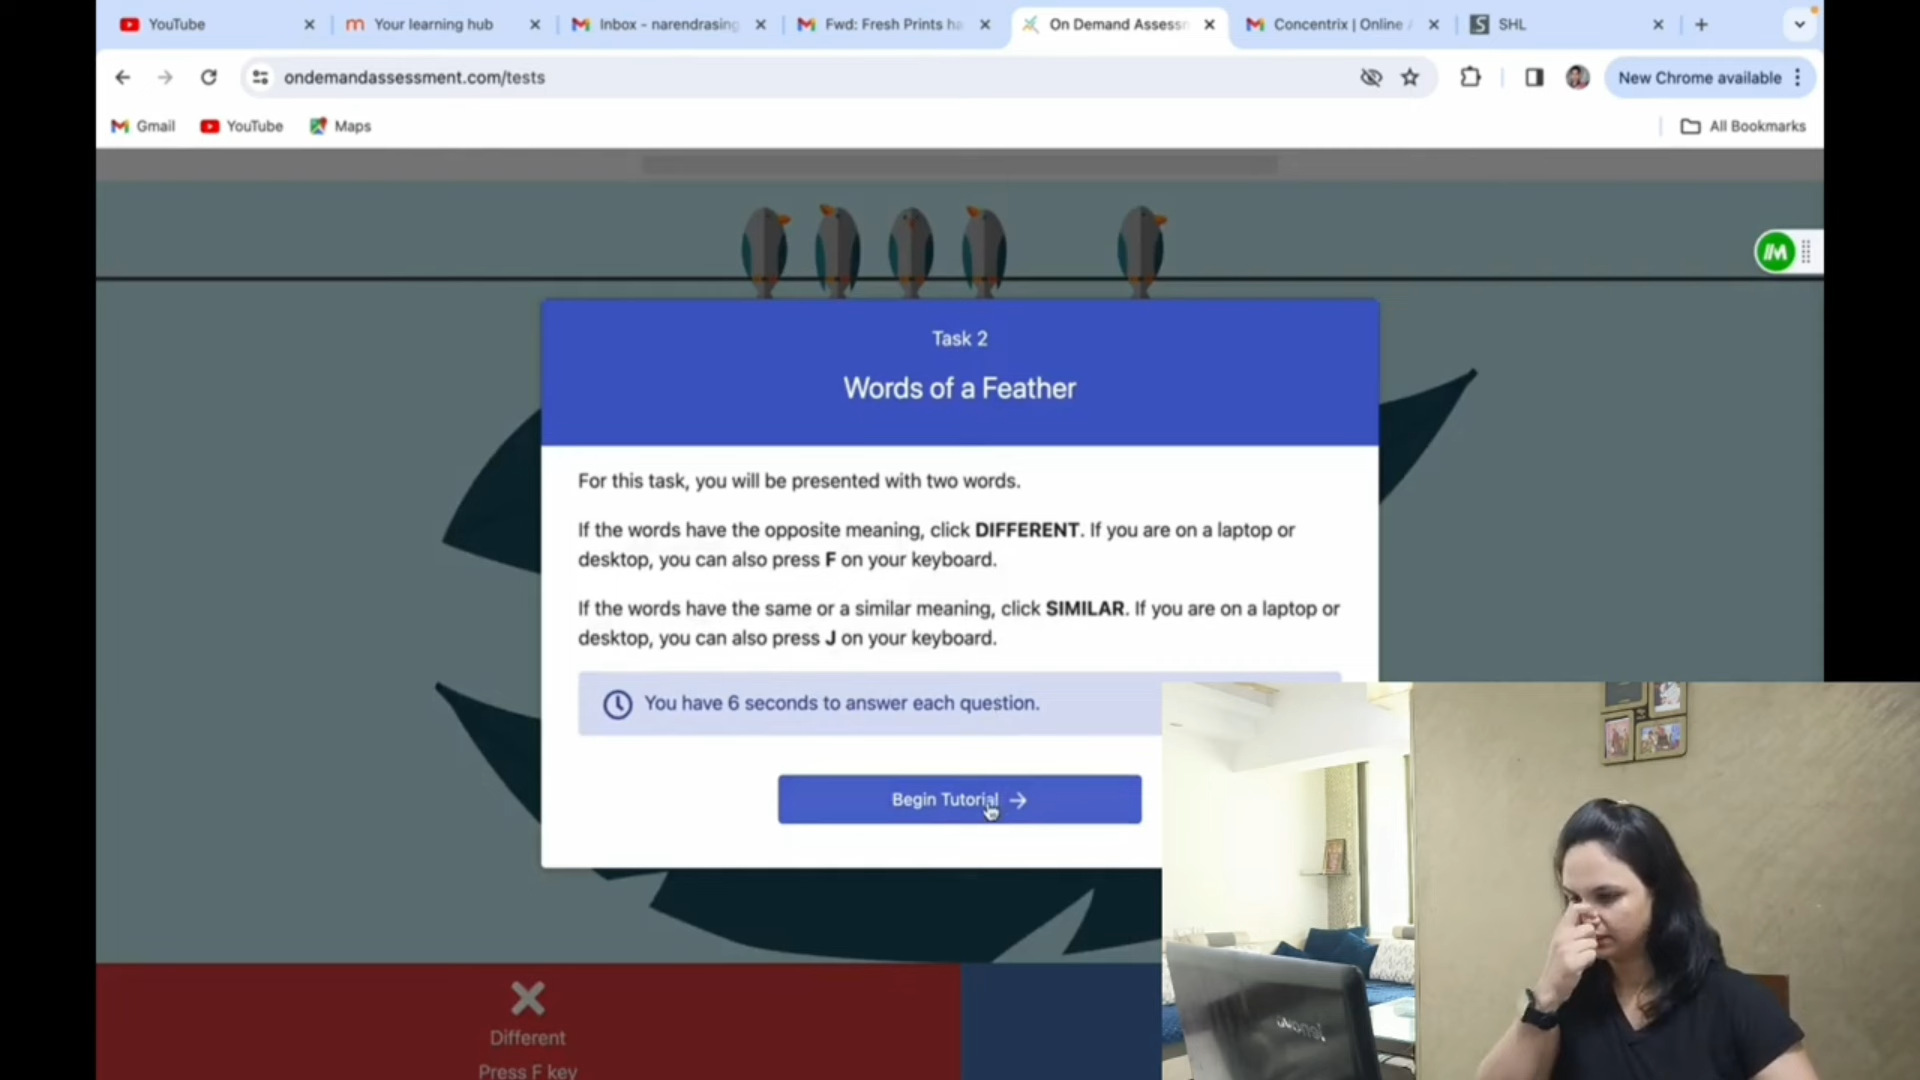 YouTube
Your learning hub
Inbox - narendrasing
Fwd: Fresh Prints ha
On Demand Assessm
Concentrix | Online
SHL
ondemandassessment.com/tests
New Chrome available
Gmail
YouTube
Maps
All Bookmarks
Task 2
Words of a Feather
For this task, you will be presented with two words.
If the words have the opposite meaning, click DIFFERENT. If you are on a laptop or
desktop, you can also press F on your keyboard.
If the words have the same or a similar meaning, click SIMILAR. If you are on a laptop or
desktop, you can also press J on your keyboard.
You have 6 seconds to answer each question.
Begin Tutorial
Different
Press F key
lenovo